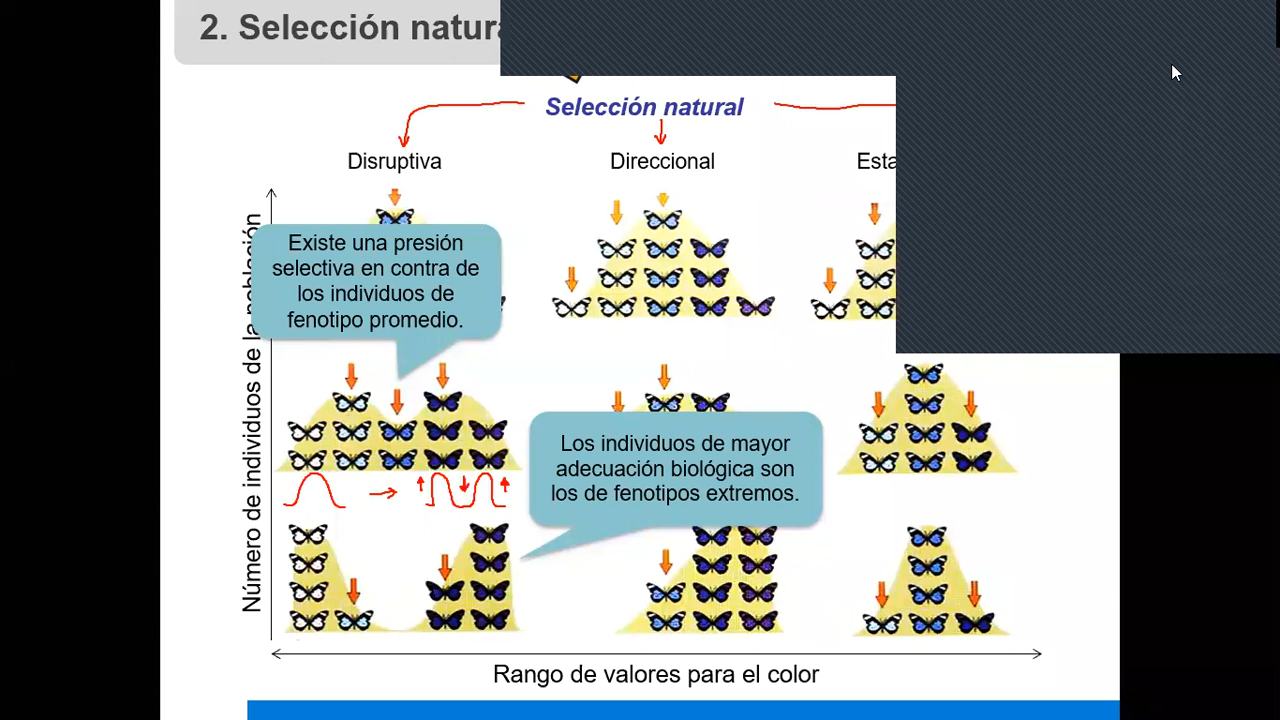 2. Selección natura
Selección natural
Disruptiva
Direccional
Esta
Existe una presión
selectiva en contra de
los individuos de
fenotipo promedio.
Los individuos de mayor
adecuación biológica son
los de fenotipos extremos.
Número de individuos de la población
Rango de valores para el color